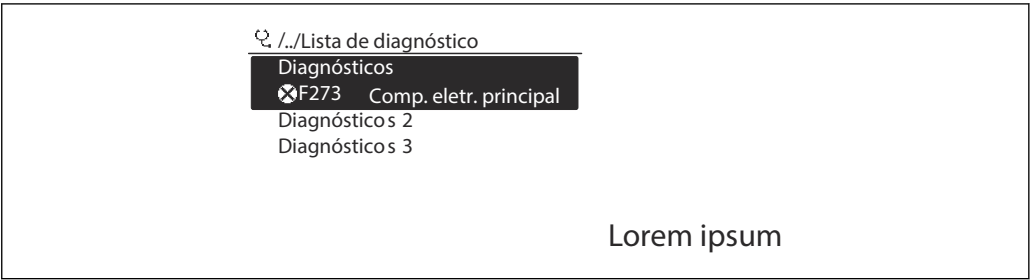 /../Lista de diagnóstico
Diagnósticos
F273 Comp. eletr. principal
Diagnósticos 2
Diagnósticos 3
Lorem ipsum